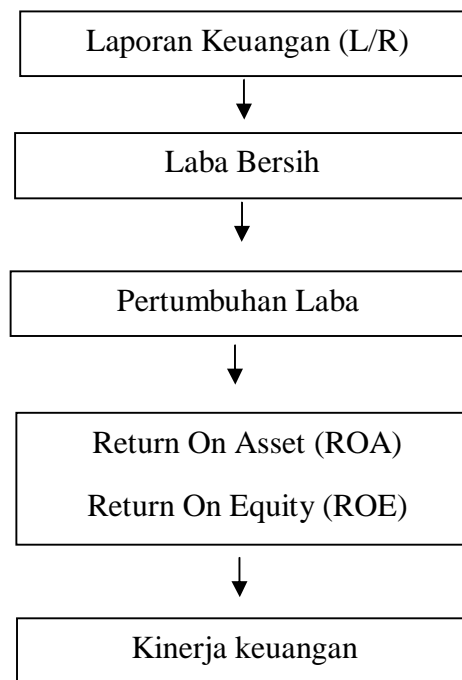 Laporan Keuangan (L/R)
Laba Bersih
Pertumbuhan Laba
Return On Asset (ROA)
Return On Equity (ROE)
Kinerja keuangan